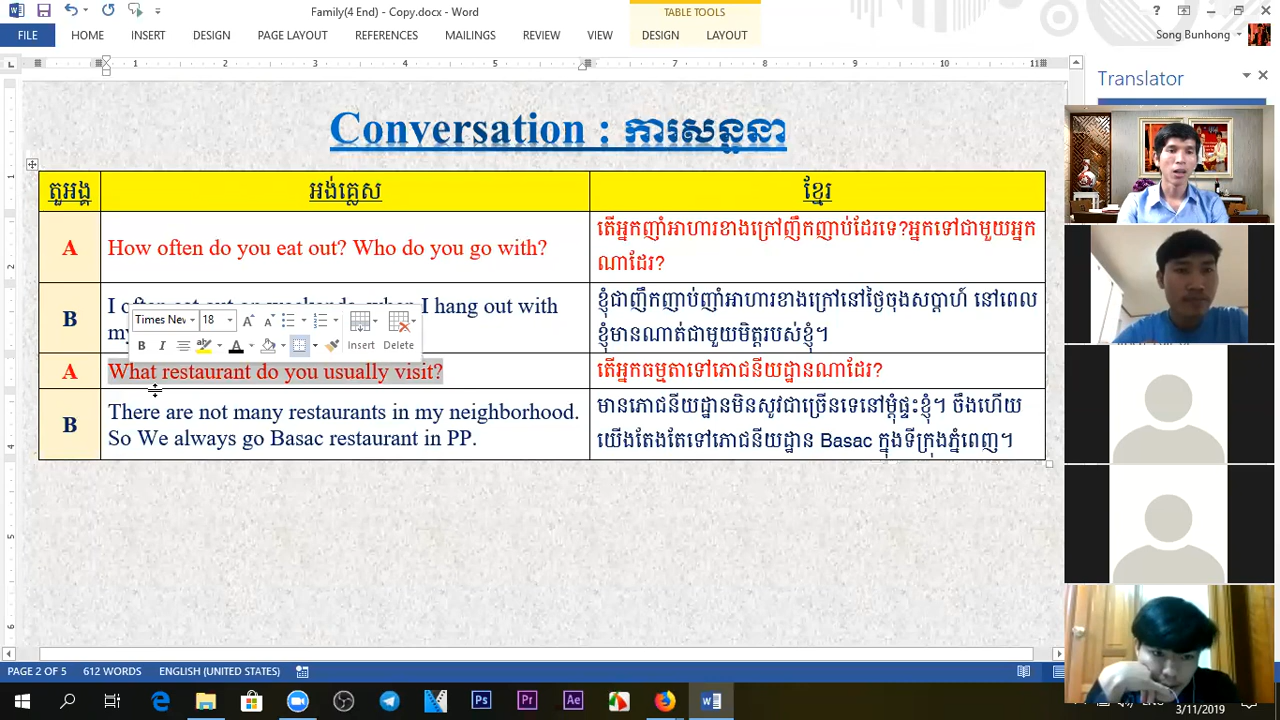 Family(4 End) - Copy.docx - Word
TABLE TOOLS
FILE HOME INSERT DESIGN PAGE LAYOUT REFERENCES MAILINGS REVIEW VIEW DESIGN LAYOUT
Song Bunhong
Translator
Conversation : ការសន្ទនា
តួអង្គ អង់គ្លេស ខ្មែរ
A How often do you eat out? Who do you go with?
តើអ្នកញាំអាហារខាងក្រៅញឹកញាប់ដែរទេ?អ្នកទៅជាមួយអ្នក
ណាដែរ?
B I often eat out on weekends, when I hang out with
my
ខ្ញុំជាញឹកញាប់ញាំអាហារខាងក្រៅនៅថ្ងៃចុងសប្តាហ៍ នៅពេល
ខ្ញុំមានណាត់ជាមួយមិត្តរបស់ខ្ញុំ។
Times New 18
Insert Delete
A What restaurant do you usually visit?
តើអ្នកធម្មតាទៅភោជនីយដ្ឋានណាដែរ?
B There are not many restaurants in my neighborhood.
So We always go Basac restaurant in PP.
មានភោជនីយដ្ឋានមិនសូវជាច្រើនទេនៅម្តុំផ្ទះខ្ញុំ។ ចឹងហើយ
យើងតែងតែទៅភោជនីយដ្ឋាន Basac ក្នុងទីក្រុងភ្នំពេញ។
PAGE 2 OF 5 612 WORDS ENGLISH (UNITED STATES)
3/11/2019